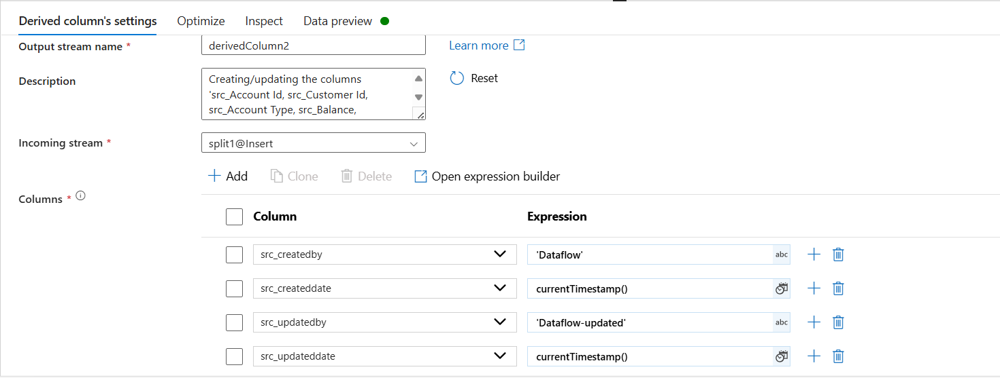 Derived column's settings Optimize Inspect Data preview
Output stream name * derivedColumn2 Learn more
Description Creating/updating the columns Reset
'src_Account Id, src_Customer Id,
src_Account Type, src_Balance,
Incoming stream * split1@Insert
Add Clone Delete Open expression builder
Columns *
Column Expression
src_createdby 'Dataflow' abc
src_createddate currentTimestamp()
src_updatedby 'Dataflow-updated' abc
src_updateddate currentTimestamp()